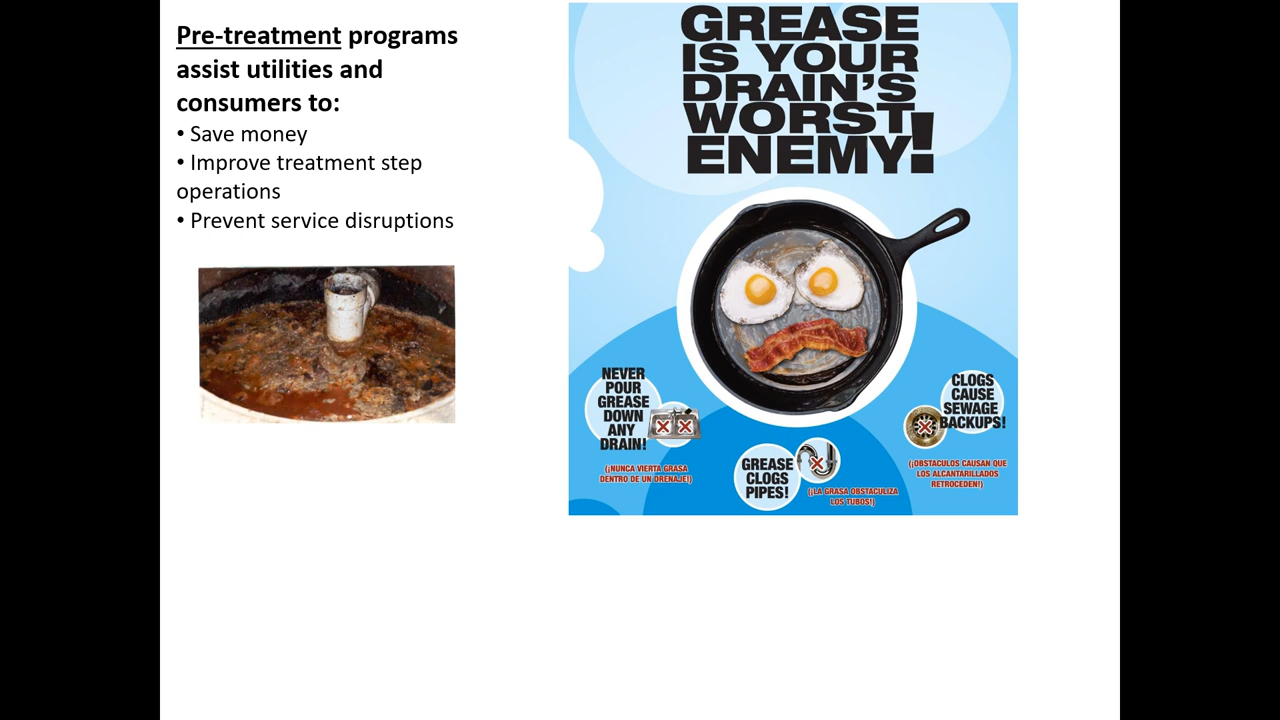 Pre-treatment programs
assist utilities and
consumers to:
• Save money
• Improve treatment step
operations
• Prevent service disruptions
GREASE
IS YOUR
DRAIN'S
WORST
ENEMY!
NEVER
POUR
GREASE
DOWN
ANY
DRAIN!
(¡NUNCA VIERTA GRASA
DENTRO DE UN DRENAJE!)
GREASE
CLOGS
PIPES!
(¡LA GRASA OBSTACULIZA
LOS TUBOS!)
CLOGS
CAUSE
SEWAGE
BACKUPS!
(¡OBSTACULOS CAUSAN QUE
LOS ALCANTARILLADOS
RETROCEDEN!)